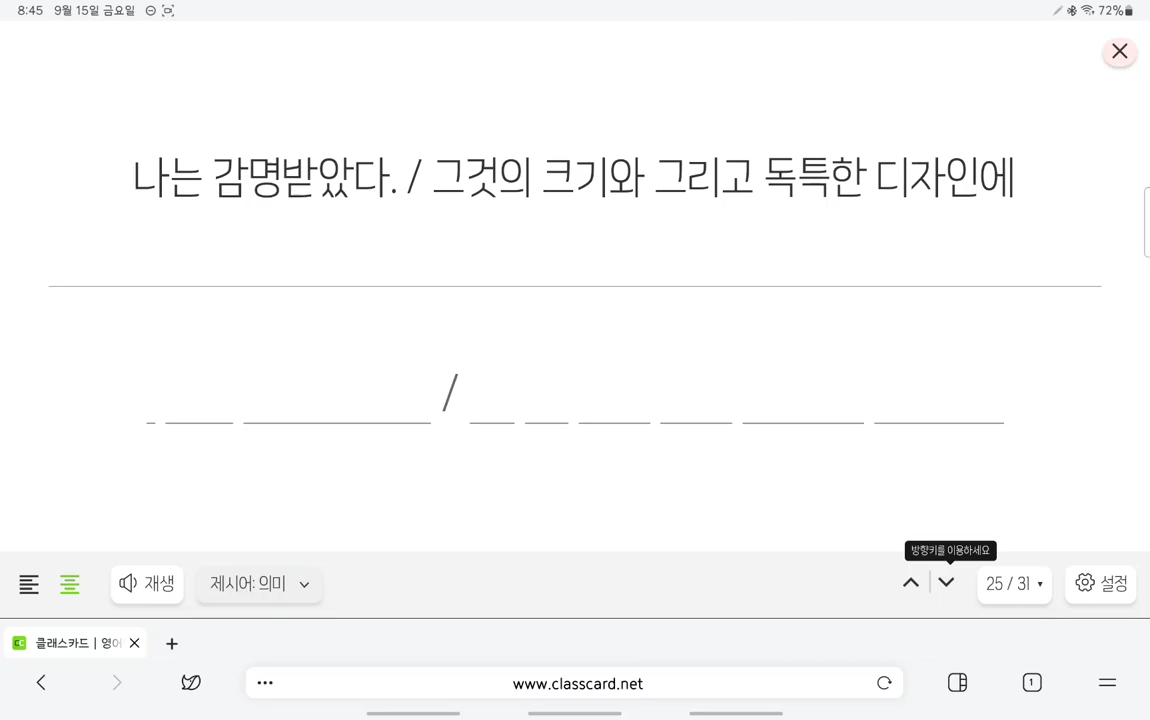 8:45 9월 15일 금요일 72%
나는 감명받았다. / 그것의 크기와 그리고 독특한 디자인에
/
방향키를 이용하세요
재생 제시어: 의미 25 / 31 설정
클래스카드 | 영어
www.classcard.net
1